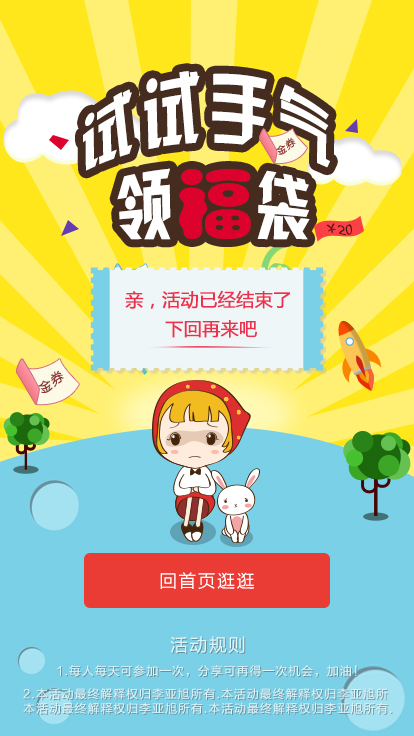 试试手气
金券
领福袋
¥20
亲，活动已经结束了
下回再来吧
金券
回首页逛逛
活动规则
1.每人每天可参加一次，分享可再得一次机会，加油！
2.本活动最终解释权归李亚旭所有.本活动最终解释权归李亚旭所
本活动最终解释权归李亚旭所有.本活动最终解释权归李亚旭所有.